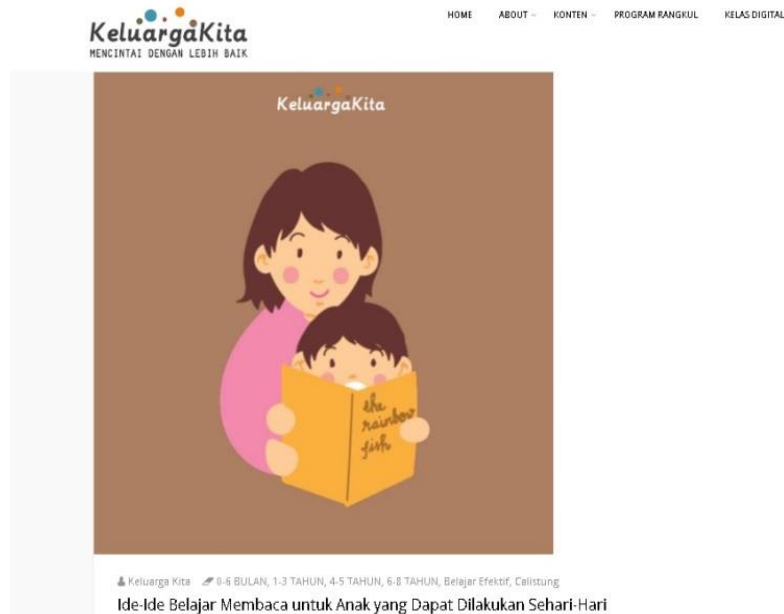 KeluargaKita
MENCINTAI DENGAN LEBIH BAIK
HOME ABOUT KONTEN PROGRAM RANGKUL KELAS DIGITAL
KeluargaKita
the
rainbow
fish
Keluarga Kita 0-6 BULAN, 1-3 TAHUN, 4-5 TAHUN, 6-8 TAHUN, Belajar Efektif, Calistung
Ide-Ide Belajar Membaca untuk Anak yang Dapat Dilakukan Sehari-Hari